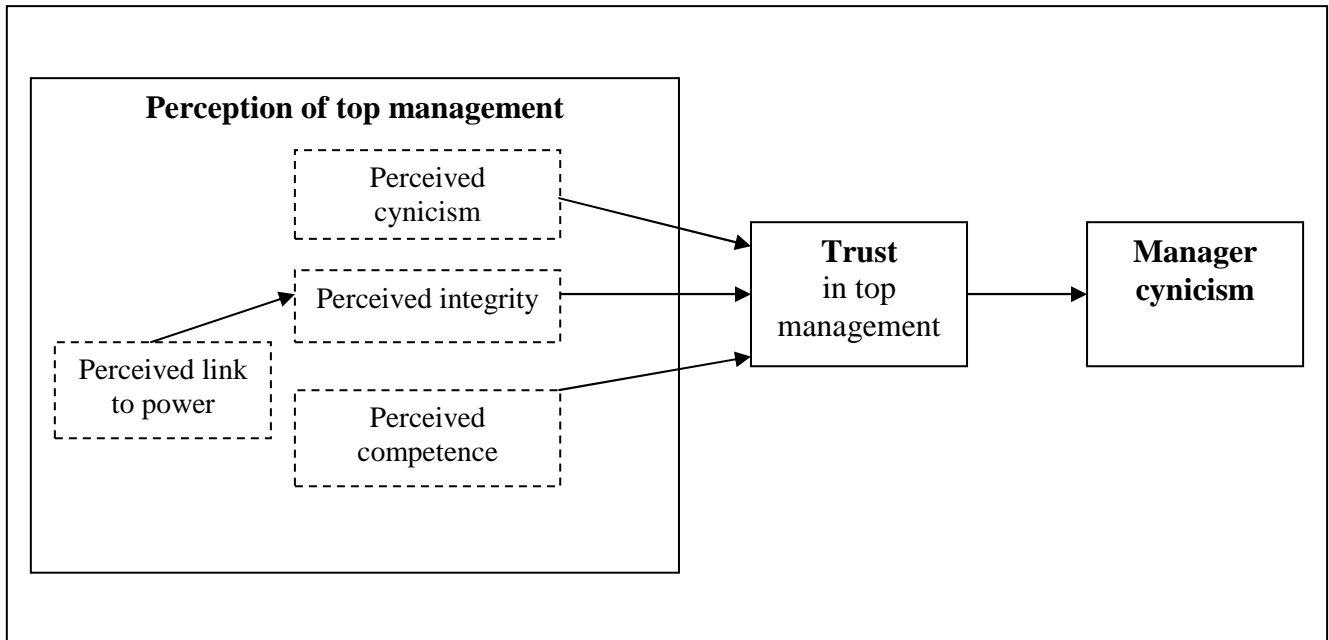 Perception of top management
Perceived
cynicism
Perceived integrity
Perceived link
to power
Perceived
competence
Trust
in top
management
Manager
cynicism